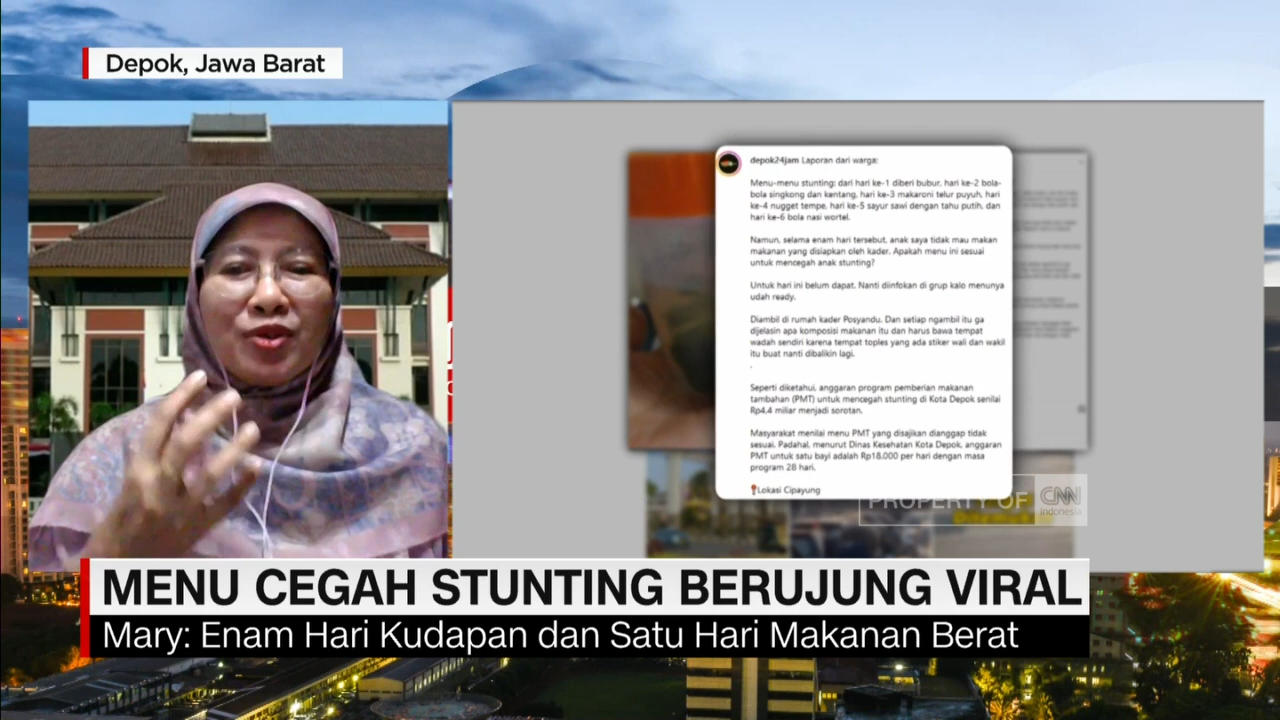 Depok, Jawa Barat
depok24jam Laporan dari warga:
Menu-menu stunting: dari hari ke-1 diberi bubur, hari ke-2 bola-
bola singkong dan kentang, hari ke-3 makaroni telur puyuh, hari
ke-4 nugget tempe, hari ke-5 sayur sawi dengan tahu putih, dan
hari ke-6 bola nasi wortel.
Namun, selama enam hari tersebut, anak saya tidak mau makan
makanan yang disiapkan oleh kader. Apakah menu ini sesuai
untuk mencegah anak stunting?
Untuk hari ini belum dapat. Nanti diinfokan di grup kalo menunya
udah ready.
Diambil di rumah kader Posyandu. Dan setiap ngambil itu ga
dijelasin apa komposisi makanan itu dan harus bawa tempat
wadah sendiri karena tempat toples yang ada stiker wali dan wakil
itu buat nanti dibalikin lagi.
.
Seperti diketahui, anggaran program pemberian makanan
tambahan (PMT) untuk mencegah stunting di Kota Depok senilai
Rp4,4 miliar menjadi sorotan.
Masyarakat menilai menu PMT yang disajikan dianggap tidak
sesuai. Padahal, menurut Dinas Kesehatan Kota Depok, anggaran
PMT untuk satu bayi adalah Rp18.000 per hari dengan masa
program 28 hari.
📍Lokasi Cipayung
PROPERTY OF CNN Indonesia
MENU CEGAH STUNTING BERUJUNG VIRAL
Mary: Enam Hari Kudapan dan Satu Hari Makanan Berat